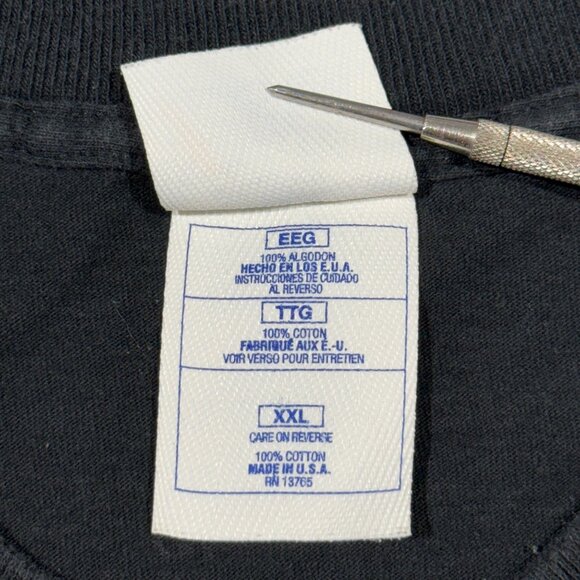 EEG
100% ALGODON
HECHO EN LOS E.U.A.
INSTRUCCIONES DE CUIDADO
AL REVERSO
TTG
100% COTON
FABRIQUÉ AUX É.-U.
VOIR VERSO POUR ENTRETIEN
XXL
CARE ON REVERSE
100% COTTON
MADE IN U.S.A.
RN 13765